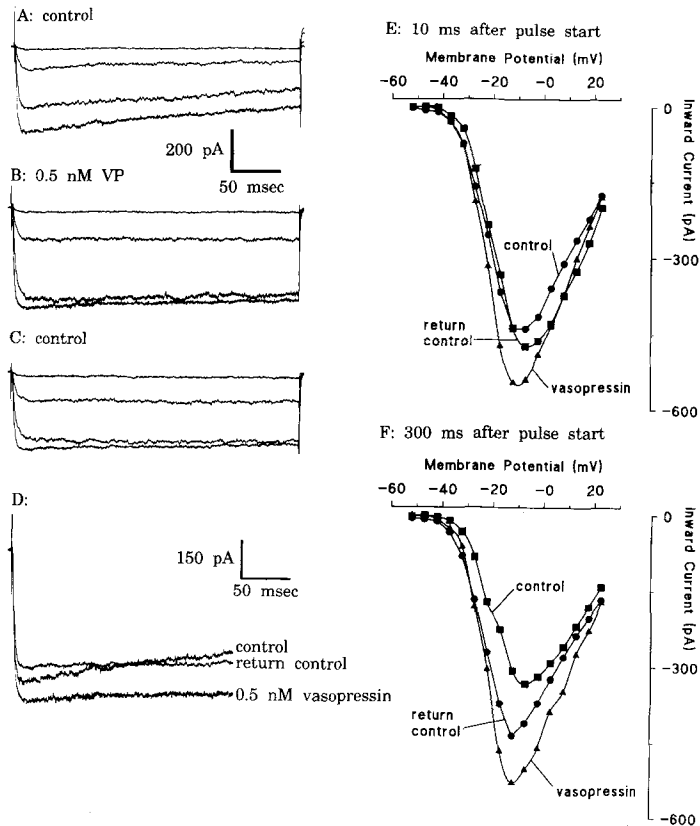 A: control
200 pA
50 msec
B: 0.5 nM VP
C: control
D:
150 pA
50 msec
control
return control
0.5 nM vasopressin
E: 10 ms after pulse start
Membrane Potential (mV)
-60 -40 -20 -0 20
0
-300
-600
Inward Current
(pA)
control
return
control
vasopressin
F: 300 ms after pulse start
Membrane Potential (mV)
-60 -40 -20 -0 20
0
-300
-600
Inward Current
(pA)
control
return
control
vasopressin